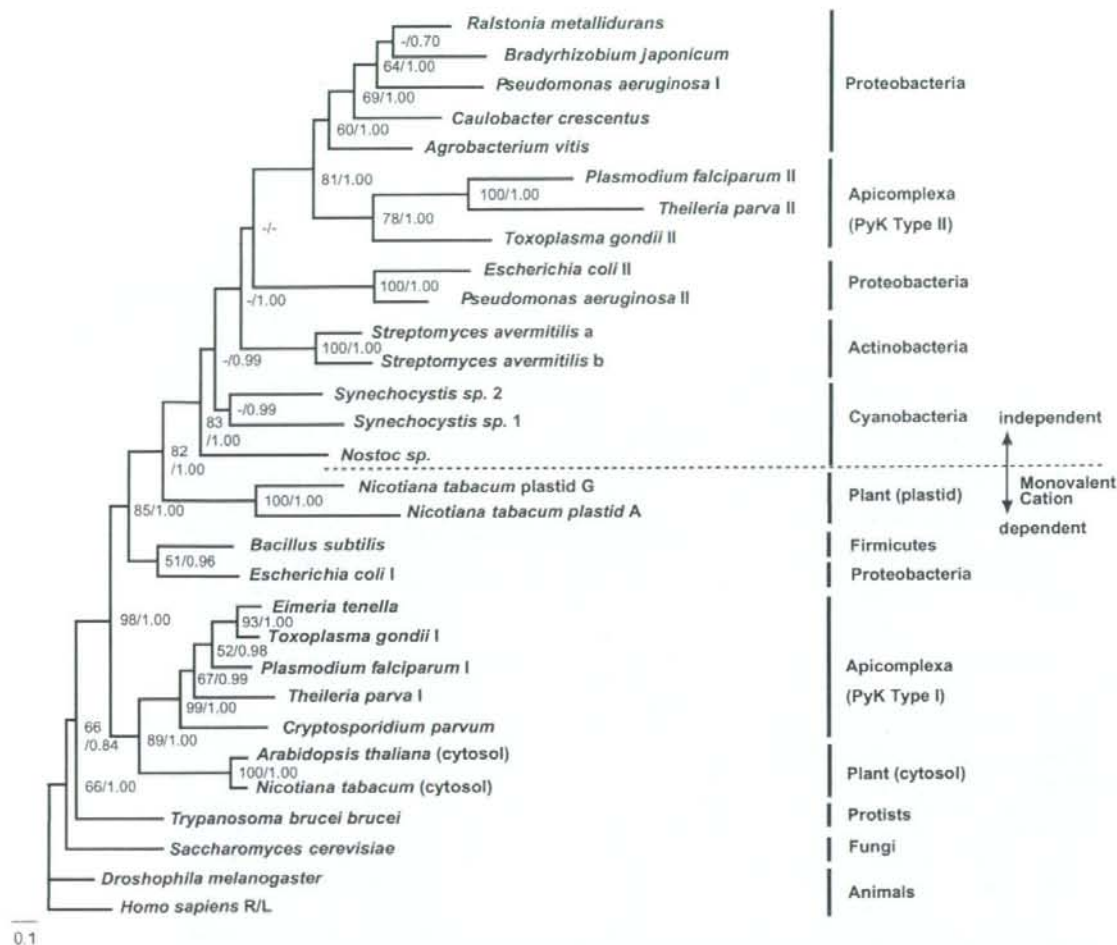 Ralstonia metallidurans
-/0.70
Bradyrhizobium japonicum
64/1.00
Pseudomonas aeruginosa I
69/1.00
Caulobacter crescentus
60/1.00
Agrobacterium vitis
Proteobacteria
81/1.00
Plasmodium falciparum II
100/1.00
Theileria parva II
78/1.00
Toxoplasma gondii II
Apicomplexa
(PyK Type II)
-/-
Escherichia coli II
100/1.00
Pseudomonas aeruginosa II
Proteobacteria
-/1.00
Streptomyces avermitilis a
100/1.00
Streptomyces avermitilis b
Actinobacteria
-/0.99
Synechocystis sp. 2
-/0.99
Synechocystis sp. 1
83
/1.00
Nostoc sp.
Cyanobacteria
independent
82
/1.00
Nicotiana tabacum plastid G
100/1.00
Nicotiana tabacum plastid A
Plant (plastid)
Monovalent
Cation
dependent
85/1.00
Bacillus subtilis
51/0.96
Escherichia coli I
Firmicutes
Proteobacteria
98/1.00
Eimeria tenella
93/1.00
Toxoplasma gondii I
52/0.98
Plasmodium falciparum I
67/0.99
Theileria parva I
99/1.00
Cryptosporidium parvum
Apicomplexa
(PyK Type I)
66
/0.84
89/1.00
Arabidopsis thaliana (cytosol)
100/1.00
Nicotiana tabacum (cytosol)
Plant (cytosol)
66/1.00
Trypanosoma brucei brucei
Protists
Saccharomyces cerevisiae
Fungi
Droshophila melanogaster
Homo sapiens R/L
Animals
0.1